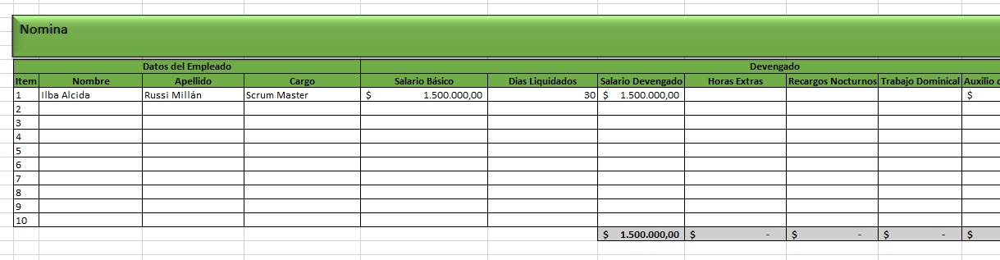 Nomina
Datos del Empleado Devengado
Item Nombre Apellido Cargo Salario Básico Dias Liquidados Salario Devengado Horas Extras Recargos Nocturnos Trabajo Dominical Auxilio
1 Ilba Alcida Russi Millán Scrum Master $ 1.500.000,00 30 $ 1.500.000,00 $
2
3
4
5
6
7
8
9
10
$ 1.500.000,00 $ - $ - $ - $